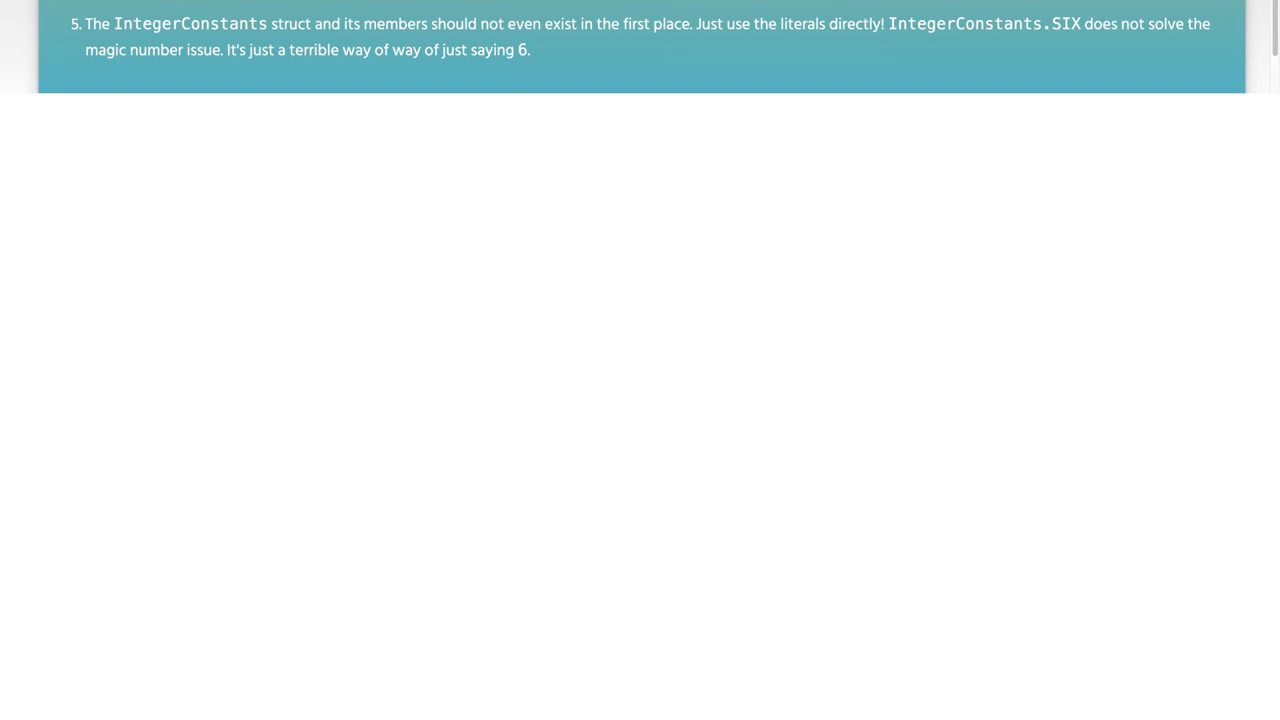 5. The IntegerConstants struct and its members should not even exist in the first place. Just use the literals directly! IntegerConstants.SIX does not solve the
magic number issue. It's just a terrible way of way of just saying 6.